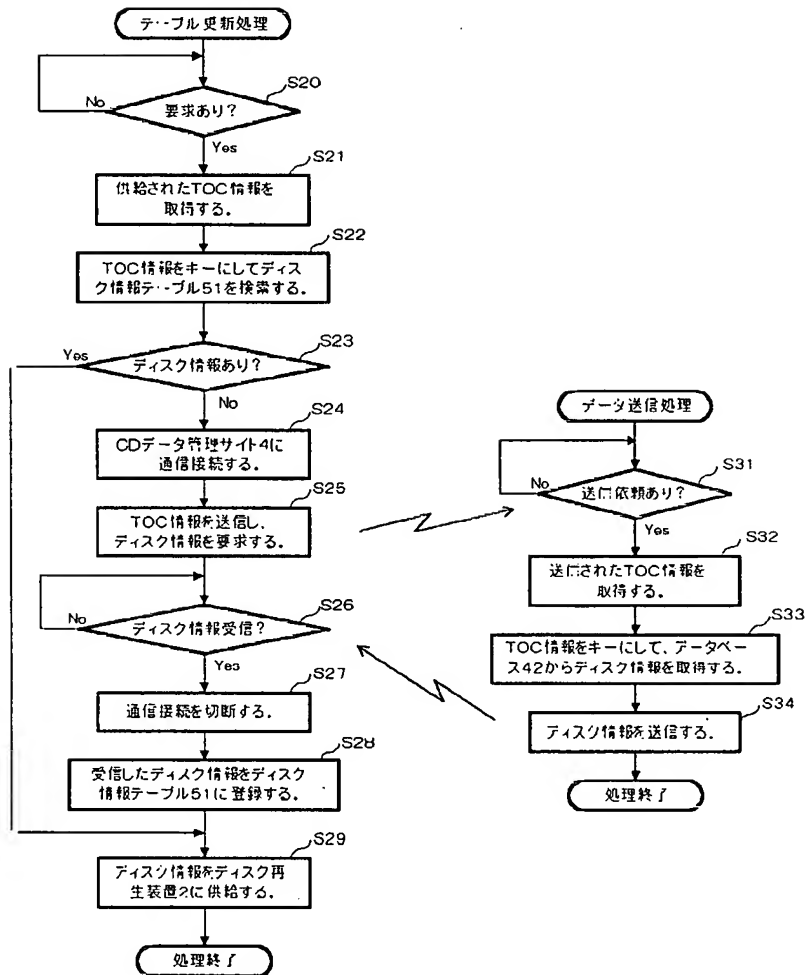 テーブル更新処理
S20
要求あり?
No
Yes
S21
供給されたTOC情報を
取得する。
S22
TOC情報をキーにしてディス
ク情報テーブル51を検索する。
S23
Yes
ディスク情報あり?
No
S24
CDデータ管理サイト4に
通信接続する。
S25
TOC情報を送信し、
ディスク情報を要求する。
S26
No
ディスク情報受信?
Yes
S27
通信接続を切断する。
S28
受信したディスク情報をディスク
情報テーブル51に登録する。
S29
ディスク情報をディスク再
生装置2に供給する。
処理終了
データ送信処理
S31
No
送信依頼あり?
Yes
S32
送信されたTOC情報を
取得する。
S33
TOC情報をキーにして、データベー
ス42からディスク情報を取得する。
S34
ディスク情報を送信する。
処理終了